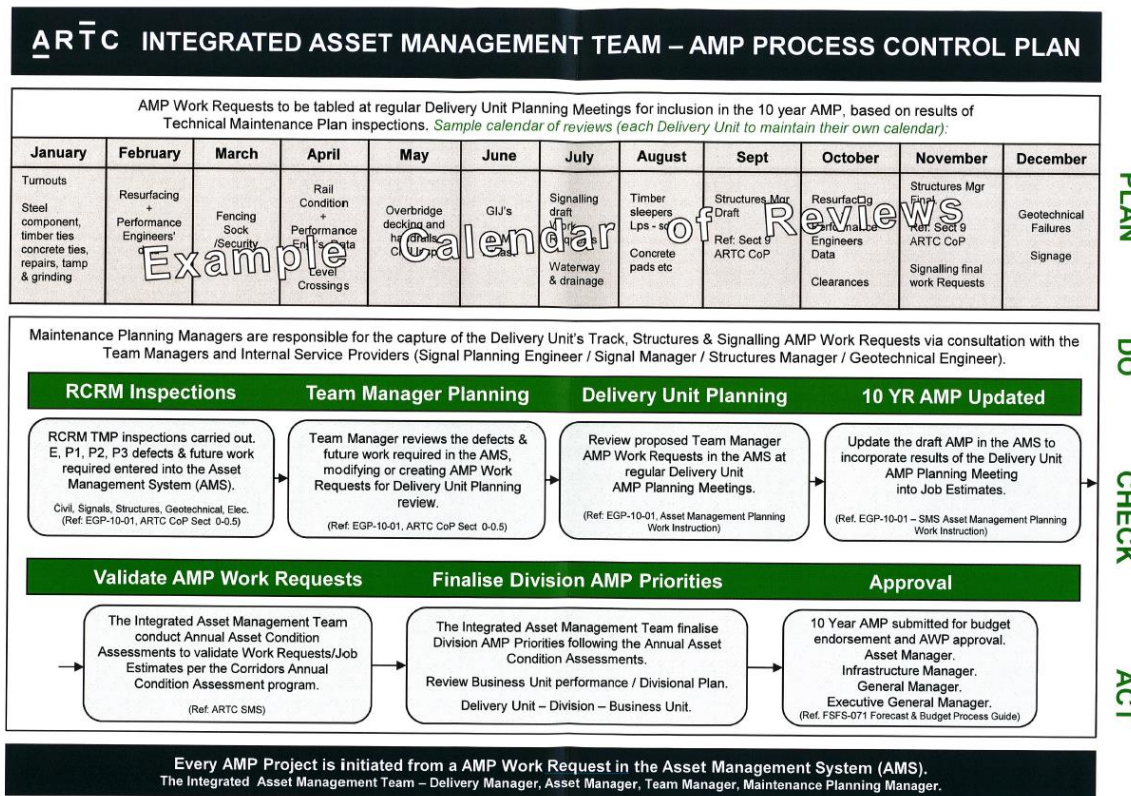 ARTC INTEGRATED ASSET MANAGEMENT TEAM – AMP PROCESS CONTROL PLAN
AMP Work Requests to be tabled at regular Delivery Unit Planning Meetings for inclusion in the 10 year AMP, based on results of
Technical Maintenance Plan inspections. Sample calendar of reviews (each Delivery Unit to maintain their own calendar):
January
Turnouts
Steel
component,
timber ties
concrete ties,
repairs, tamp
& grinding
February
Resurfacing
+
Performance
Engineers'
March
Fencing
Sock
/Security
April
Rail
Condition
+
Performance
Data
Level
Crossings
May
Overbridge
decking and
June
GIJ's
July
Signalling
draft
Waterway
& drainage
August
Timber
sleepers
Lps -
Concrete
pads etc
Sept
Structures Mgr
Draft
Ref: Sect 9
ARTC CoP
October
Resurfacing
Performance
Engineers
Data
Clearances
November
Structures Mgr
Final
Ref: Sect 9
ARTC CoP
Signalling final
work Requests
December
Geotechnical
Failures
Signage
Example Calendar of Reviews
Maintenance Planning Managers are responsible for the capture of the Delivery Unit's Track, Structures & Signalling AMP Work Requests via consultation with the
Team Managers and Internal Service Providers (Signal Planning Engineer / Signal Manager / Structures Manager / Geotechnical Engineer).
RCRM Inspections
RCRM TMP inspections carried out.
E, P1, P2, P3 defects & future work
required entered into the Asset
Management System (AMS).
Civil, Signals, Structures, Geotechnical, Elec.
(Ref: EGP-10-01, ARTC CoP Sect 0-0.5)
Team Manager Planning
Team Manager reviews the defects &
future work required in the AMS,
modifying or creating AMP Work
Requests for Delivery Unit Planning
review.
(Ref: EGP-10-01, ARTC CoP Sect 0-0.5)
Delivery Unit Planning
Review proposed Team Manager
AMP Work Requests in the AMS at
regular Delivery Unit
AMP Planning Meetings.
(Ref: EGP-10-01, Asset Management Planning
Work Instruction)
10 YR AMP Updated
Update the draft AMP in the AMS to
incorporate results of the Delivery Unit
AMP Planning Meeting
into Job Estimates.
(Ref. EGP-10-01 – SMS Asset Management Planning
Work Instruction)
Validate AMP Work Requests
The Integrated Asset Management Team
conduct Annual Asset Condition
Assessments to validate Work Requests/Job
Estimates per the Corridors Annual
Condition Assessment program.
(Ref: ARTC SMS)
Finalise Division AMP Priorities
The Integrated Asset Management Team finalise
Division AMP Priorities following the Annual Asset
Condition Assessments.
Review Business Unit performance / Divisional Plan.
Delivery Unit – Division – Business Unit.
Approval
10 Year AMP submitted for budget
endorsement and AWP approval.
Asset Manager.
Infrastructure Manager.
General Manager.
Executive General Manager.
(Ref. FSFS-071 Forecast & Budget Process Guide)
PLAN
DO
CHECK
ACT
Every AMP Project is initiated from a AMP Work Request in the Asset Management System (AMS).
The Integrated Asset Management Team – Delivery Manager, Asset Manager, Team Manager, Maintenance Planning Manager.